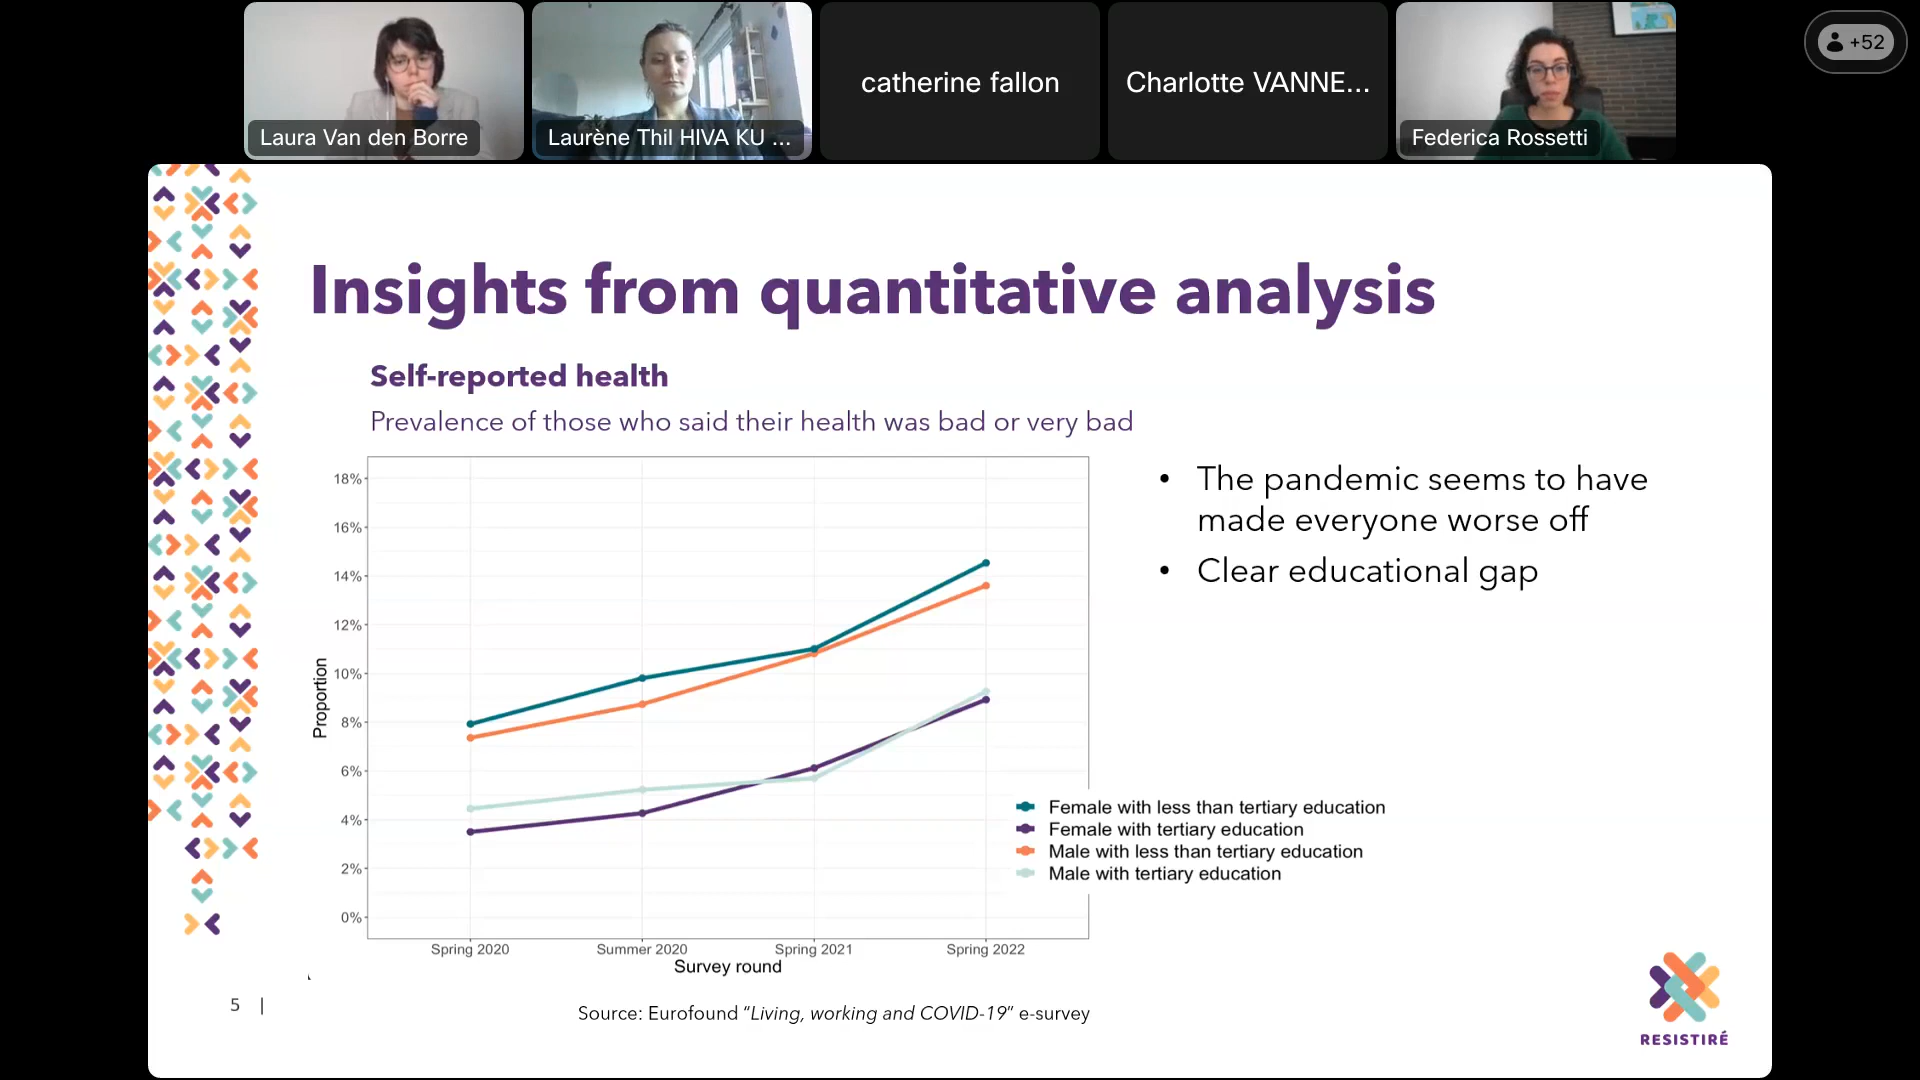 Laura Van den Borre
Laurène Thil HIVA KU ...
catherine fallon
Charlotte VANNE...
Federica Rossetti
+52
Insights from quantitative analysis
Self-reported health
Prevalence of those who said their health was bad or very bad
18%
16%
14%
12%
10%
8%
6%
4%
2%
0%
Proportion
Spring 2020
Summer 2020
Spring 2021
Spring 2022
Survey round
Female with less than tertiary education
Female with tertiary education
Male with less than tertiary education
Male with tertiary education
• The pandemic seems to have
made everyone worse off
• Clear educational gap
5 |
Source: Eurofound “Living, working and COVID-19” e-survey
RESISTIRÉ